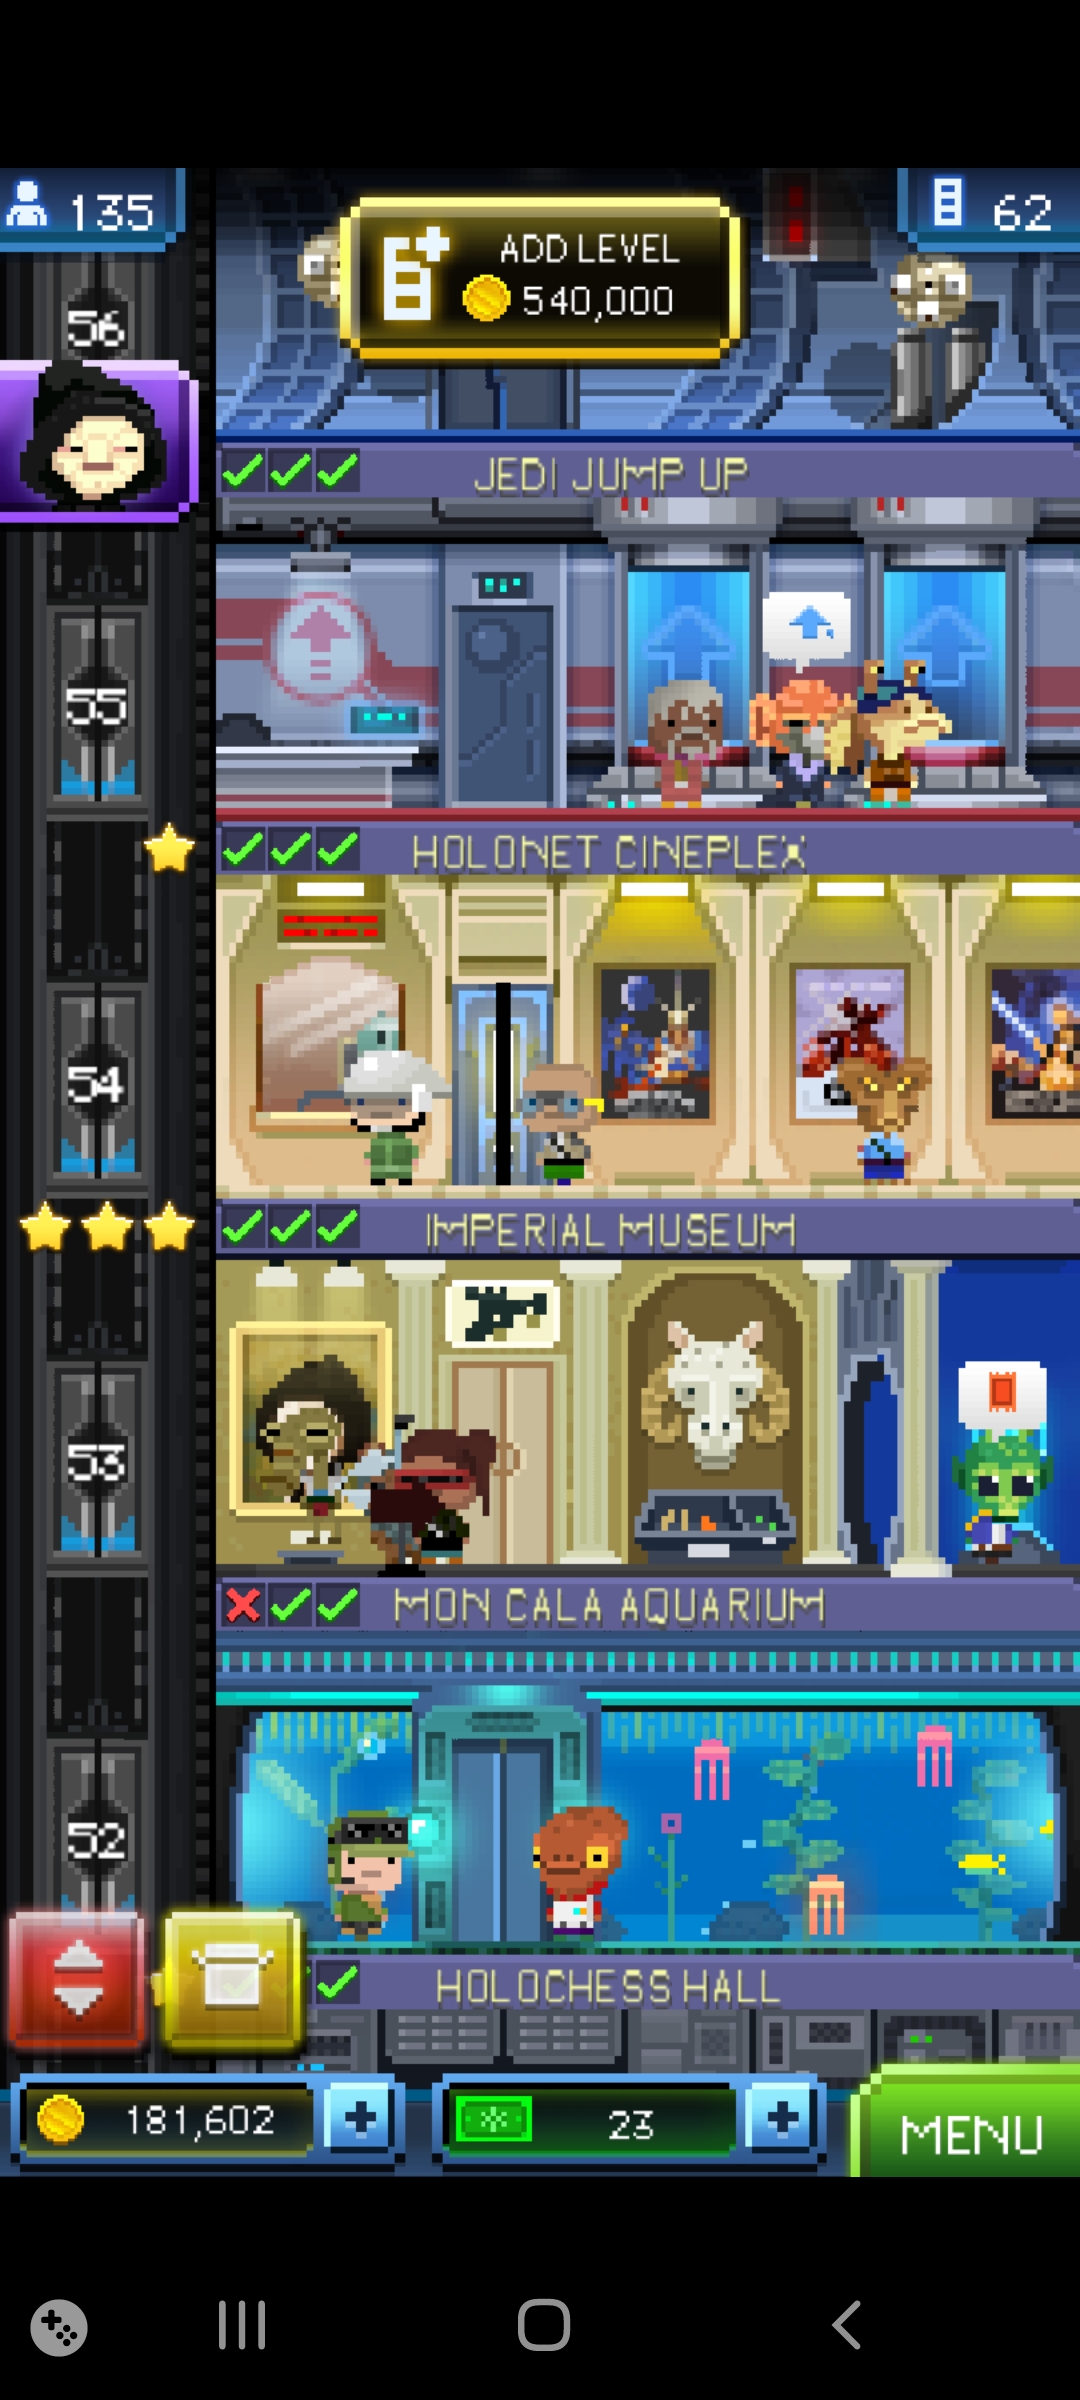 135
62
ADD LEVEL
540,000
56
JEDI JUMP UP
55
HOLONET CINEPLEX
54
IMPERIAL MUSEUM
53
MON CALA AQUARIUM
52
HOLOCHESS HALL
181,602
23
MENU